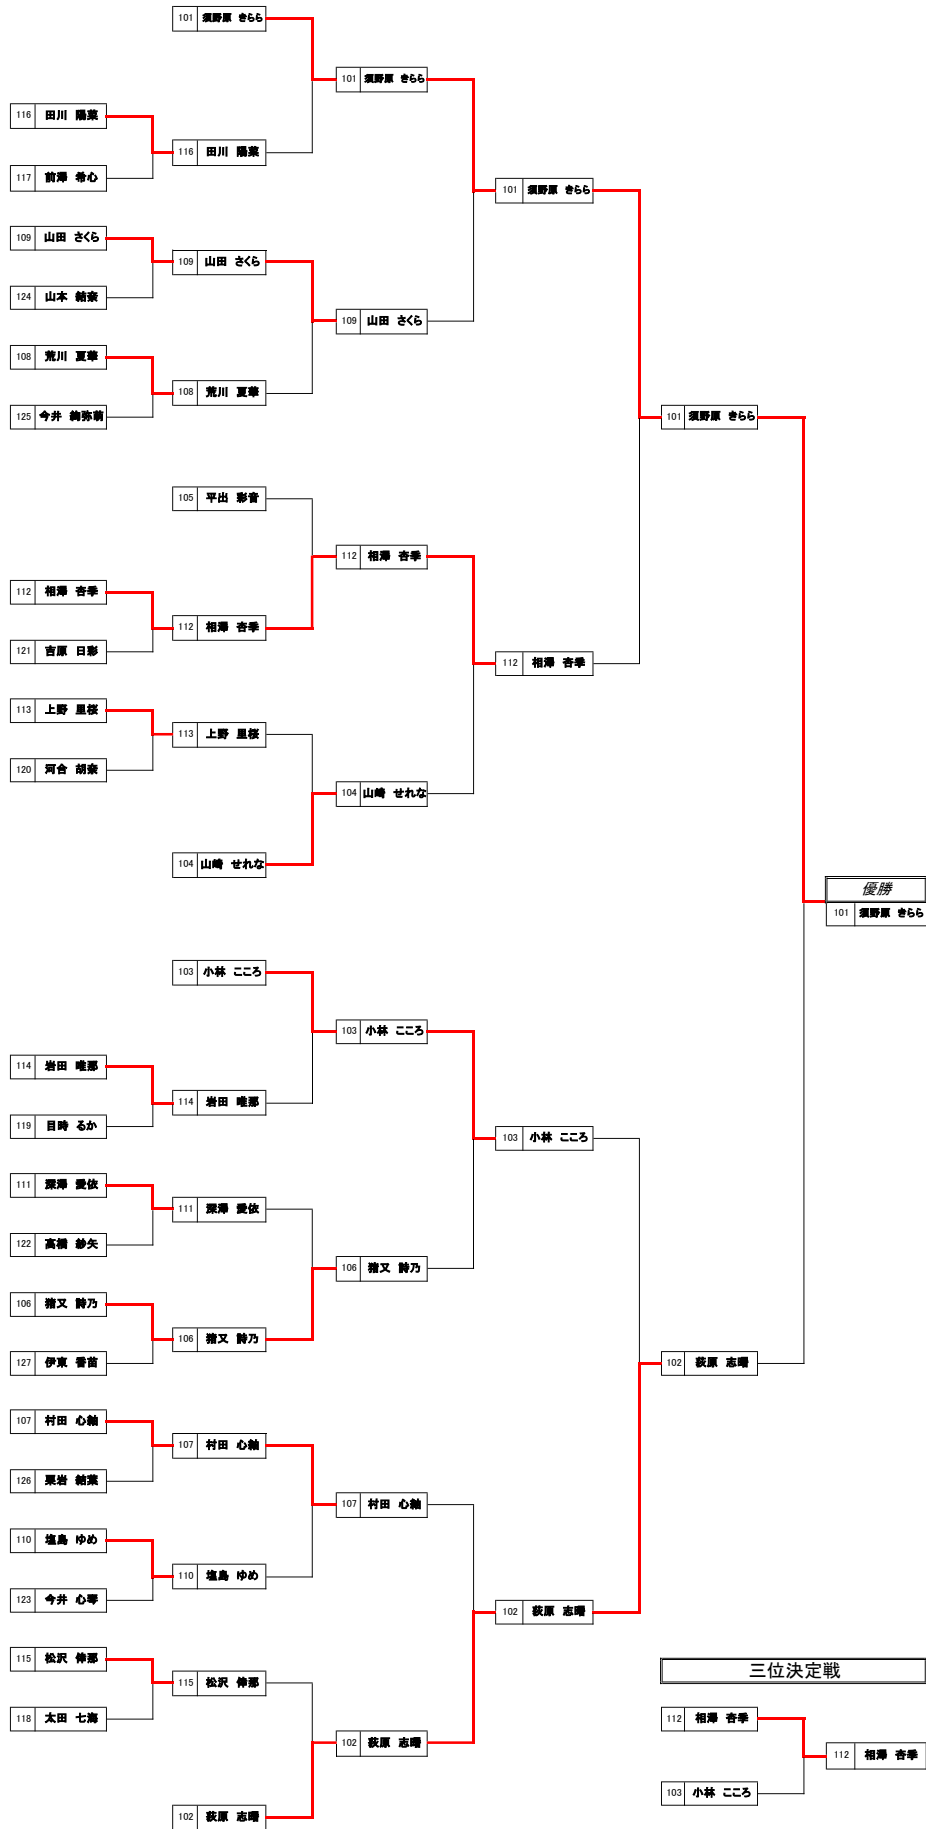 101 須野原 きらら
101 須野原 きらら
116 田川 陽菜
116 田川 陽菜
117 前澤 希心
101 須野原 きらら
109 山田 さくら
109 山田 さくら
124 山本 結奈
109 山田 さくら
108 荒川 夏華
108 荒川 夏華
125 今井 絢弥萌
101 須野原 きらら
105 平出 彩音
112 相澤 杏季
112 相澤 杏季
112 相澤 杏季
121 吉原 日彩
112 相澤 杏季
113 上野 里桜
113 上野 里桜
120 河合 胡奈
104 山崎 せれな
104 山崎 せれな
優勝
101 須野原 きらら
103 小林 こころ
103 小林 こころ
114 岩田 唯那
114 岩田 唯那
119 目時 るか
103 小林 こころ
111 深澤 愛依
111 深澤 愛依
122 高橋 紗矢
106 猪又 詩乃
106 猪又 詩乃
106 猪又 詩乃
127 伊東 香苗
102 荻原 志曙
107 村田 心紬
107 村田 心紬
126 栗岩 結葉
107 村田 心紬
110 塩島 ゆめ
110 塩島 ゆめ
123 今井 心琴
102 荻原 志曙
115 松沢 伸那
115 松沢 伸那
118 太田 七海
102 荻原 志曙
102 荻原 志曙
三位決定戦
112 相澤 杏季
112 相澤 杏季
103 小林 こころ